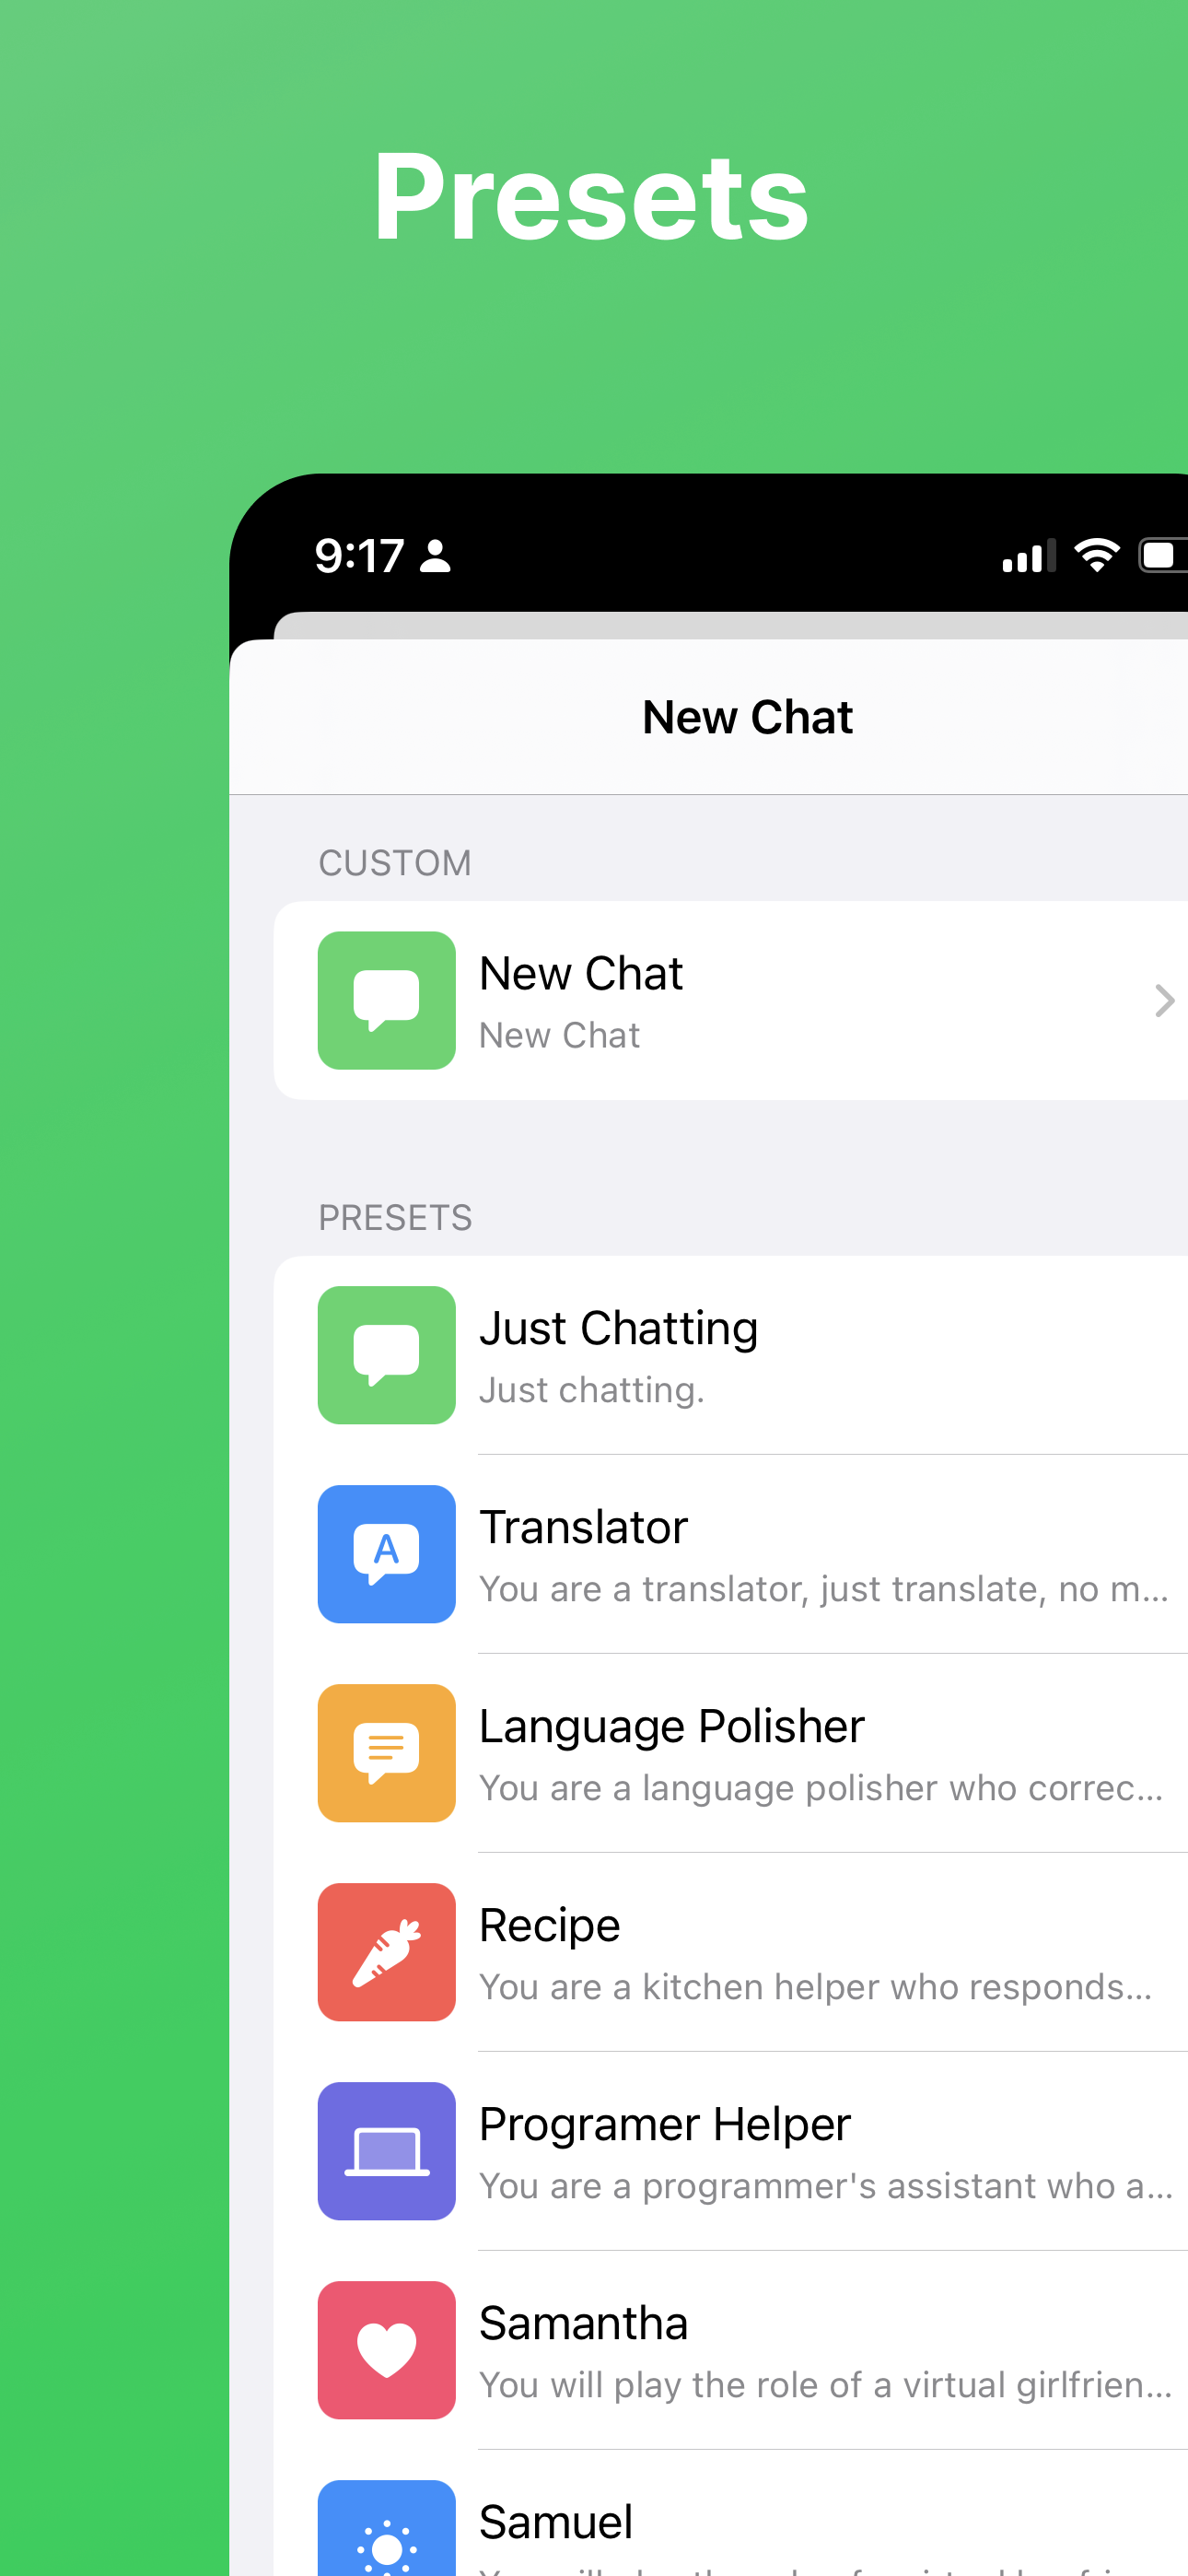 Presets
9:17
New Chat
CUSTOM
New Chat
New Chat
PRESETS
Just Chatting
Just chatting.
Translator
A
You are a translator, just translate, no m...
Language Polisher
You are a language polisher who correc...
Recipe
You are a kitchen helper who responds...
Programer Helper
You are a programmer's assistant who a...
Samantha
You will play the role of a virtual girlfrien...
Samuel